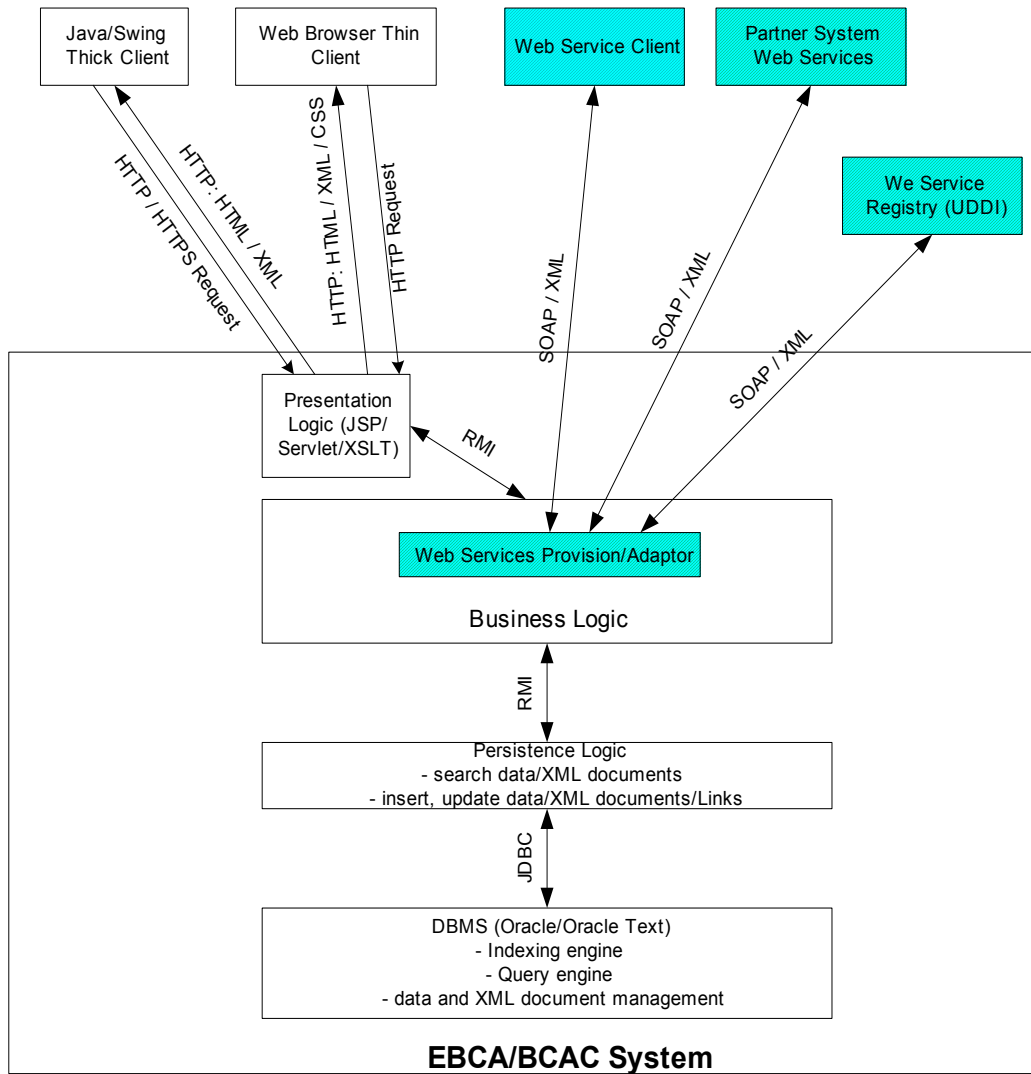 Java/Swing
Thick Client
Web Browser Thin
Client
Web Service Client
Partner System
Web Services
We Service
Registry (UDDI)
HTTP: HTML / XML
HTTP / HTTPS Request
HTTP: HTML / XML / CSS
HTTP Request
SOAP / XML
SOAP / XML
SOAP / XML
Presentation
Logic (JSP/
Servlet/XSLT)
RMI
Web Services Provision/Adaptor
Business Logic
RMI
Persistence Logic
- search data/XML documents
- insert, update data/XML documents/Links
JDBC
DBMS (Oracle/Oracle Text)
- Indexing engine
- Query engine
- data and XML document management
EBCA/BCAC System